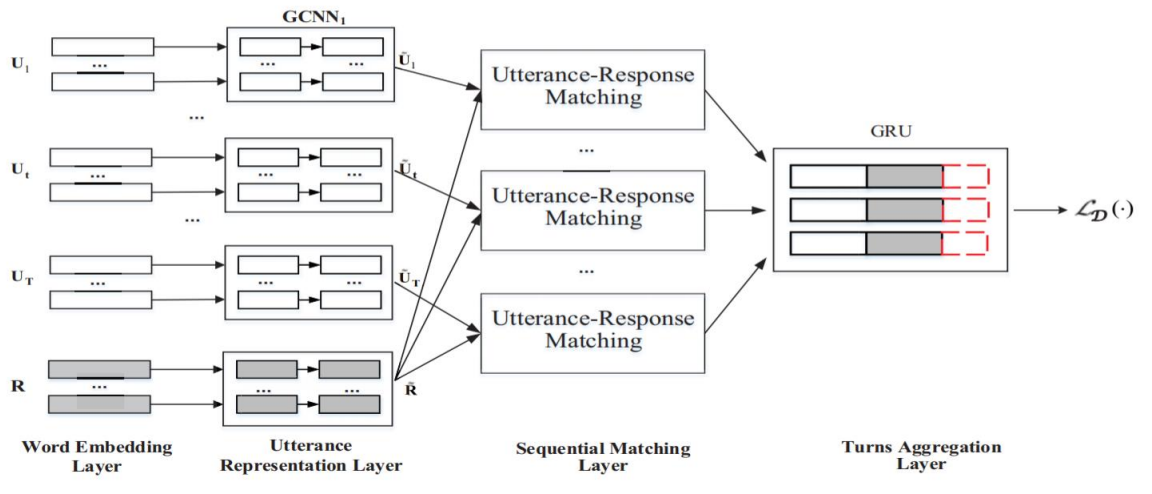 GCNN₁
U₁
...
...
...
Ũ₁
...
Uₜ
...
...
...
Ũₜ
...
U_T
...
...
...
Ũ_T
R
...
...
...
R̃
Utterance-Response
Matching
...
Utterance-Response
Matching
...
Utterance-Response
Matching
GRU
ℒ_𝒟(·)
Word Embedding
Layer
Utterance
Representation Layer
Sequential Matching
Layer
Turns Aggregation
Layer